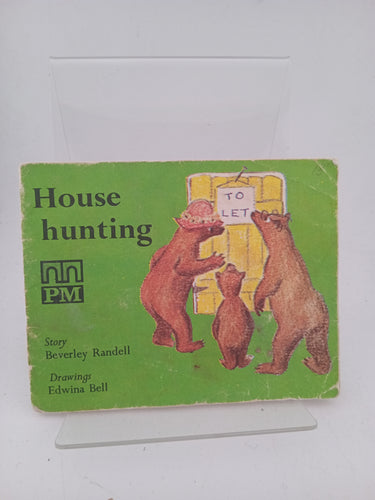 House
hunting
TO
LET
PM
Story
Beverley Randell
Drawings
Edwina Bell